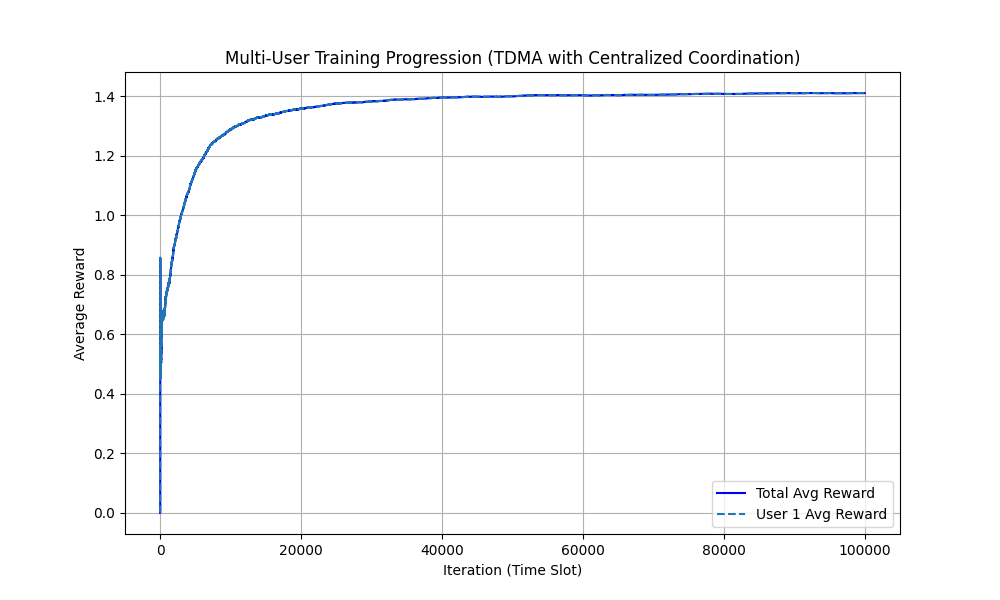 Multi-User Training Progression (TDMA with Centralized Coordination)
Average Reward
1.4
1.2
1.0
0.8
0.6
0.4
0.2
0.0
Total Avg Reward
User 1 Avg Reward
0 20000 40000 60000 80000 100000
Iteration (Time Slot)